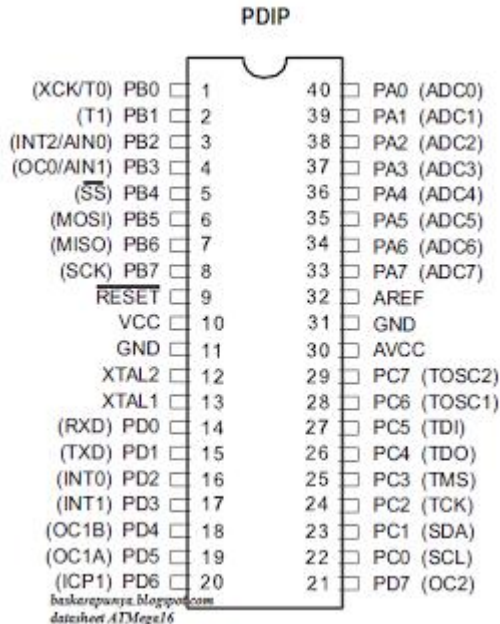 PDIP
(XCK/T0) PB0 1 40 PA0 (ADC0)
(T1) PB1 2 39 PA1 (ADC1)
(INT2/AIN0) PB2 3 38 PA2 (ADC2)
(OC0/AIN1) PB3 4 37 PA3 (ADC3)
(SS) PB4 5 36 PA4 (ADC4)
(MOSI) PB5 6 35 PA5 (ADC5)
(MISO) PB6 7 34 PA6 (ADC6)
(SCK) PB7 8 33 PA7 (ADC7)
RESET 9 32 AREF
VCC 10 31 GND
GND 11 30 AVCC
XTAL2 12 29 PC7 (TOSC2)
XTAL1 13 28 PC6 (TOSC1)
(RXD) PD0 14 27 PC5 (TDI)
(TXD) PD1 15 26 PC4 (TDO)
(INT0) PD2 16 25 PC3 (TMS)
(INT1) PD3 17 24 PC2 (TCK)
(OC1B) PD4 18 23 PC1 (SDA)
(OC1A) PD5 19 22 PC0 (SCL)
(ICP1) PD6 20 21 PD7 (OC2)
baskarapunya.blogspot.com
datasheet ATMega16